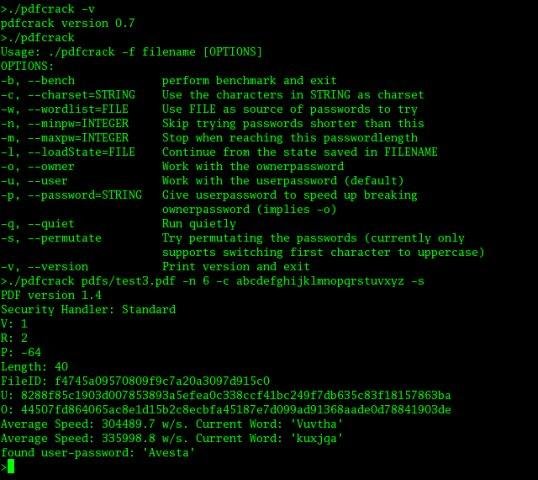 >./pdfcrack -v
pdfcrack version 0.7
>./pdfcrack
Usage: ./pdfcrack -f filename [OPTIONS]
OPTIONS:
-b, --bench perform benchmark and exit
-c, --charset=STRING Use the characters in STRING as charset
-w, --wordlist=FILE Use FILE as source of passwords to try
-n, --minpw=INTEGER Skip trying passwords shorter than this
-m, --maxpw=INTEGER Stop when reaching this passwordlength
-l, --loadState=FILE Continue from the state saved in FILENAME
-o, --owner Work with the ownerpassword
-u, --user Work with the userpassword (default)
-p, --password=STRING Give userpassword to speed up breaking
ownerpassword (implies -o)
-q, --quiet Run quietly
-s, --permutate Try permutating the passwords (currently only
supports switching first character to uppercase)
-v, --version Print version and exit
>./pdfcrack pdfs/test3.pdf -n 6 -c abcdefghijklmnopqrstuvxyz -s
PDF version 1.4
Security Handler: Standard
V: 1
R: 2
P: -64
Length: 40
FileID: f4745a09570809f9c7a20a3097d915c0
U: 8288f85c1903d007853893a5efea0c338ccf41bc249f7db635c83f18157863ba
O: 44507fd864065ac8e1d15b2c8ecbfa45187e7d099ad91368aade0d78841903de
Average Speed: 304489.7 w/s. Current Word: 'Vuvtha'
Average Speed: 335998.8 w/s. Current Word: 'kuxjqa'
found user-password: 'Avesta'
>